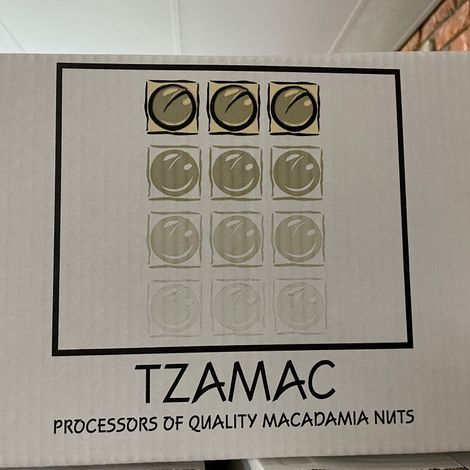 TZAMAC
PROCESSORS OF QUALITY MACADAMIA NUTS